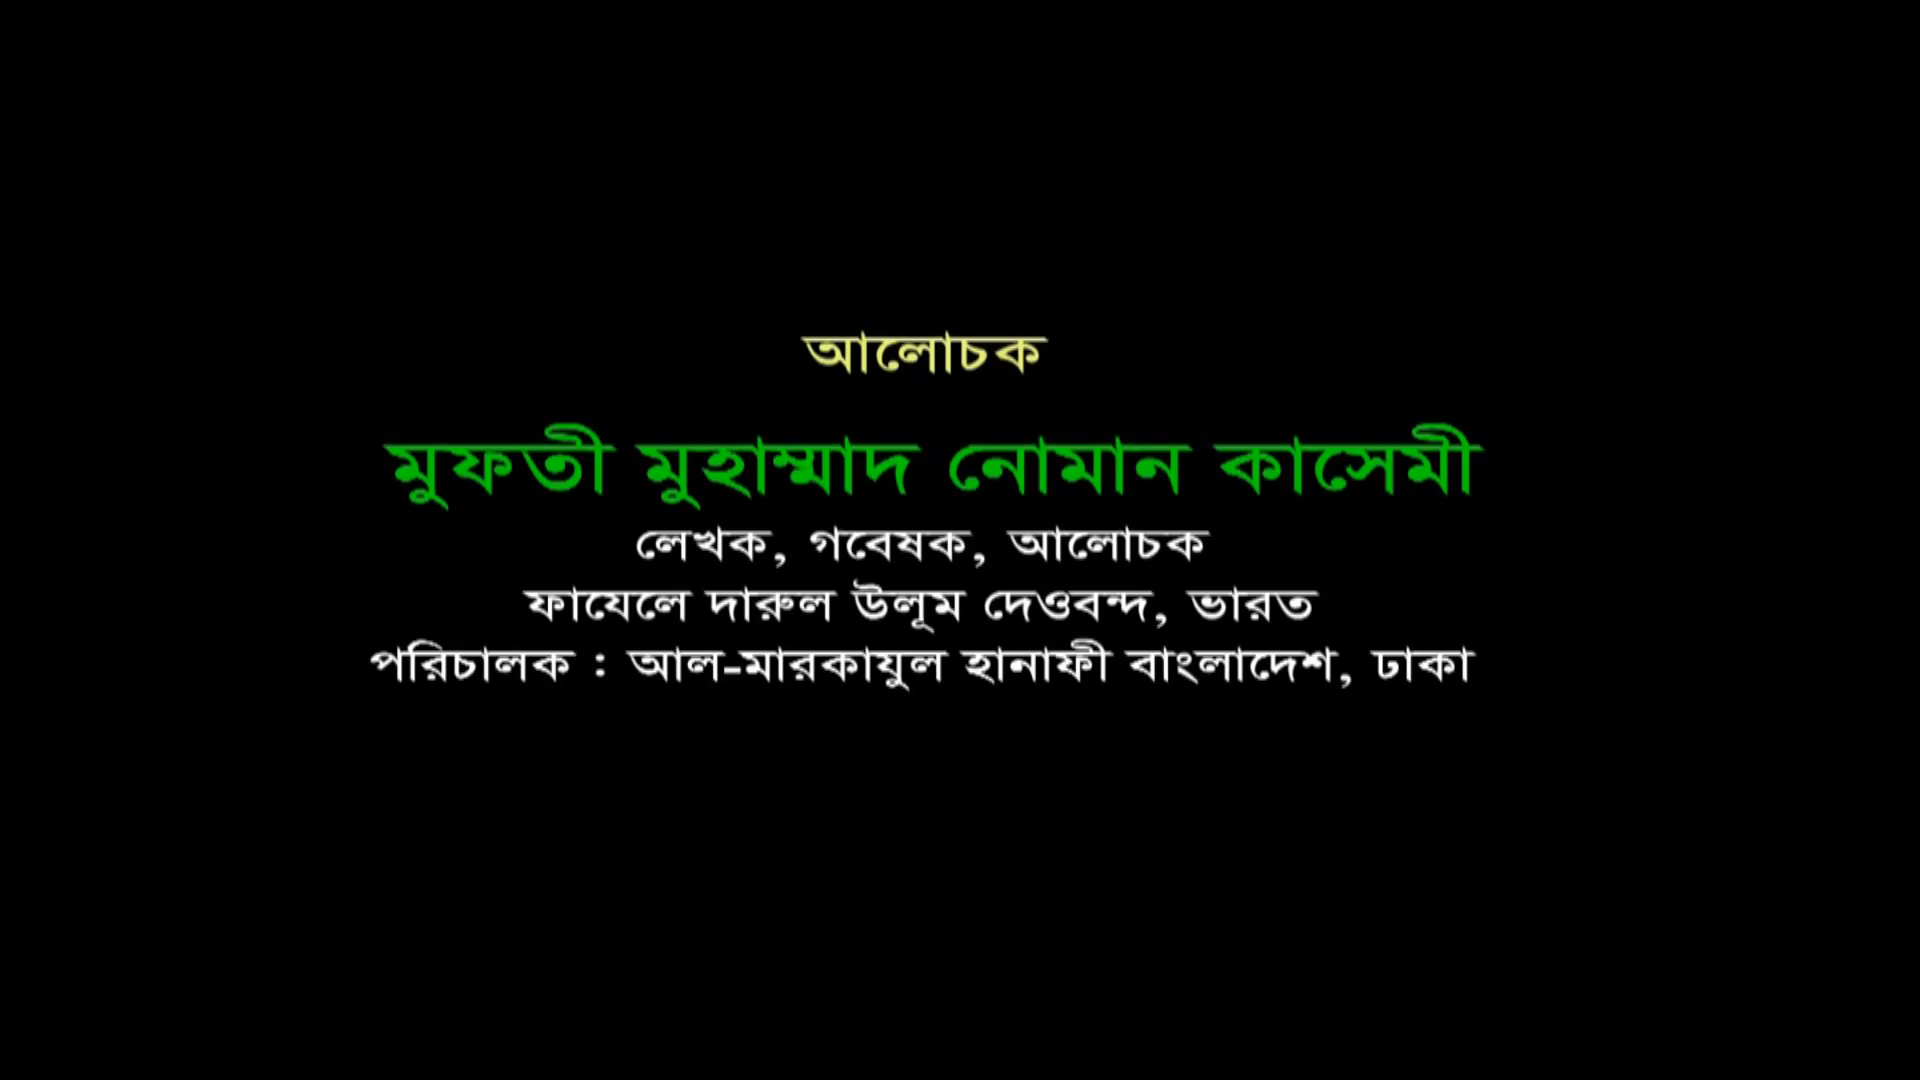 আলোচক
মুফতী মুহাম্মাদ নোমান কাসেমী
লেখক, গবেষক, আলোচক
ফাযেলে দারুল উলূম দেওবন্দ, ভারত
পরিচালক : আল-মারকাযুল হানাফী বাংলাদেশ, ঢাকা